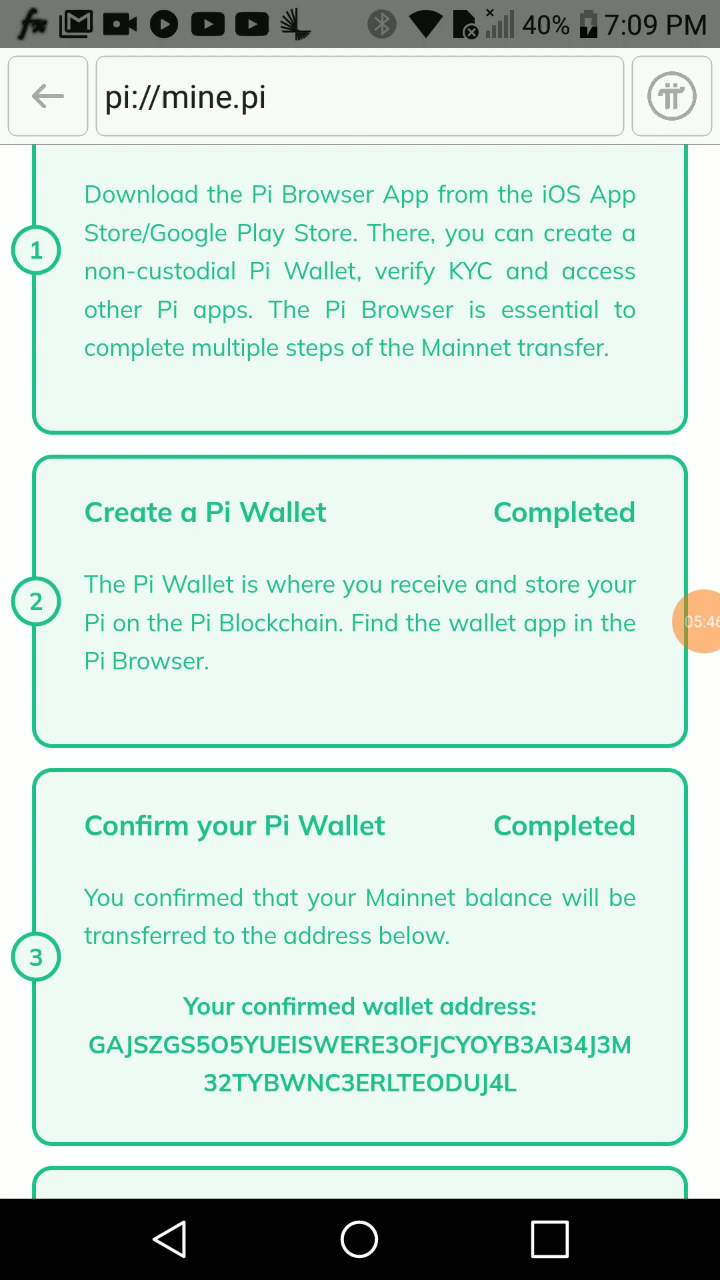 40% 7:09 PM
pi://mine.pi
Download the Pi Browser App from the iOS App
Store/Google Play Store. There, you can create a
non-custodial Pi Wallet, verify KYC and access
other Pi apps. The Pi Browser is essential to
complete multiple steps of the Mainnet transfer.
1
Create a Pi Wallet Completed
The Pi Wallet is where you receive and store your
Pi on the Pi Blockchain. Find the wallet app in the
Pi Browser.
2
05:46
Confirm your Pi Wallet Completed
You confirmed that your Mainnet balance will be
transferred to the address below.
3
Your confirmed wallet address:
GAJSZGS5O5YUEISWERE3OFJCYOYB3AI34J3M
32TYBWNC3ERLTEODUJ4L